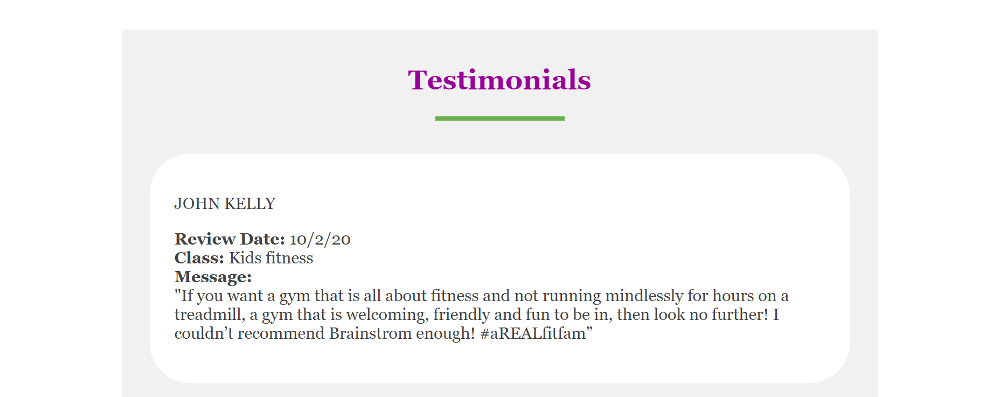 Testimonials
JOHN KELLY
Review Date: 10/2/20
Class: Kids fitness
Message:
"If you want a gym that is all about fitness and not running mindlessly for hours on a
treadmill, a gym that is welcoming, friendly and fun to be in, then look no further! I
couldn’t recommend Brainstrom enough! #aREALfitfam”